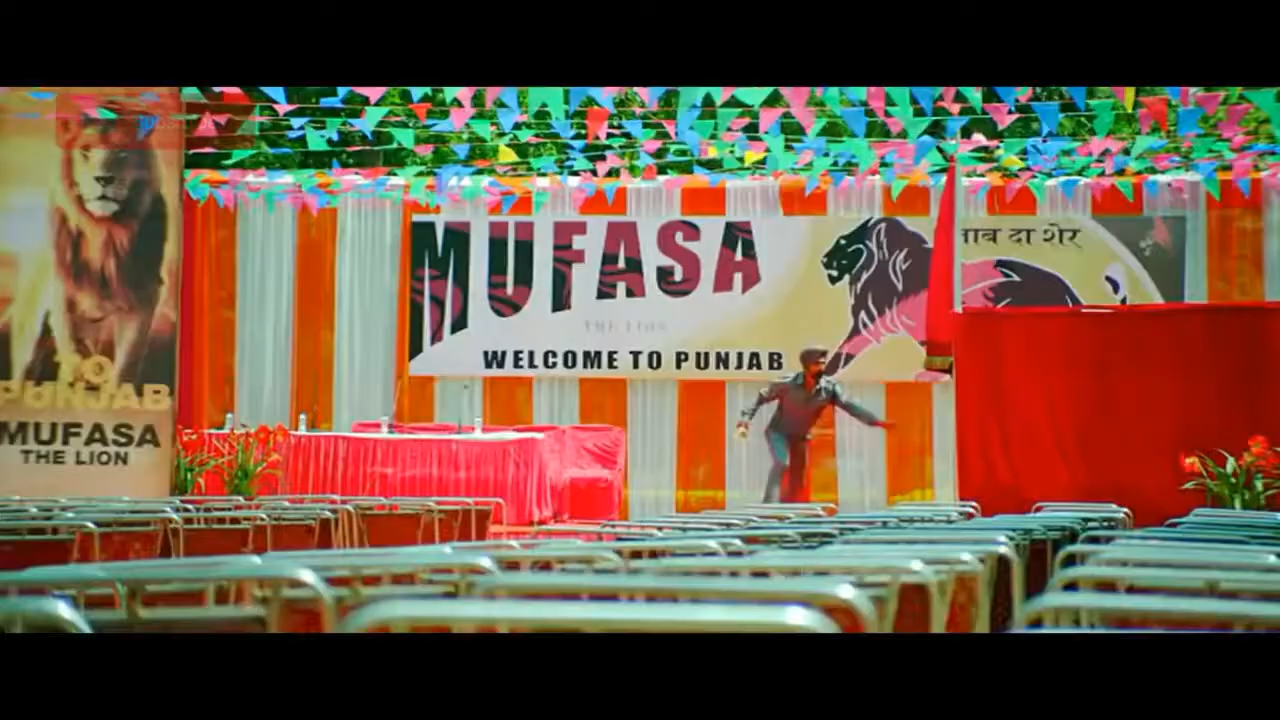 TO
PUNJAB
MUFASA
THE LION
MUFASA
THE LION
WELCOME TO PUNJAB
दा शेर